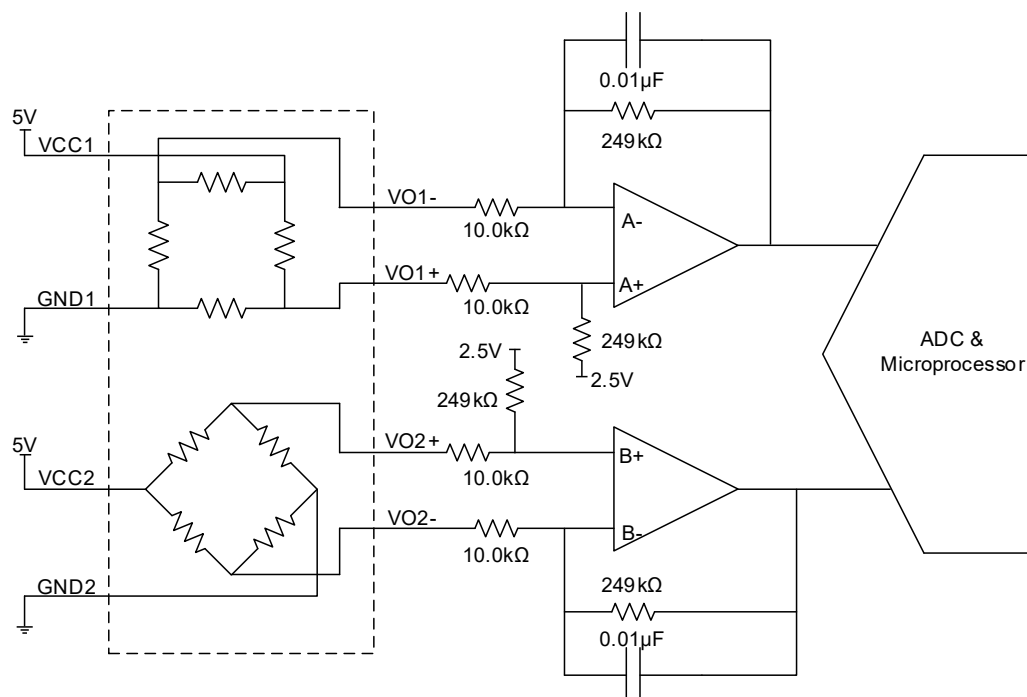 0.01µF
249kΩ
5V
VCC1
VO1-
10.0kΩ
A-
GND1
VO1+
10.0kΩ
A+
249kΩ
2.5V
2.5V
249kΩ
ADC &
Microprocessor
5V
VCC2
VO2+
10.0kΩ
B+
VO2-
10.0kΩ
B-
GND2
249kΩ
0.01µF